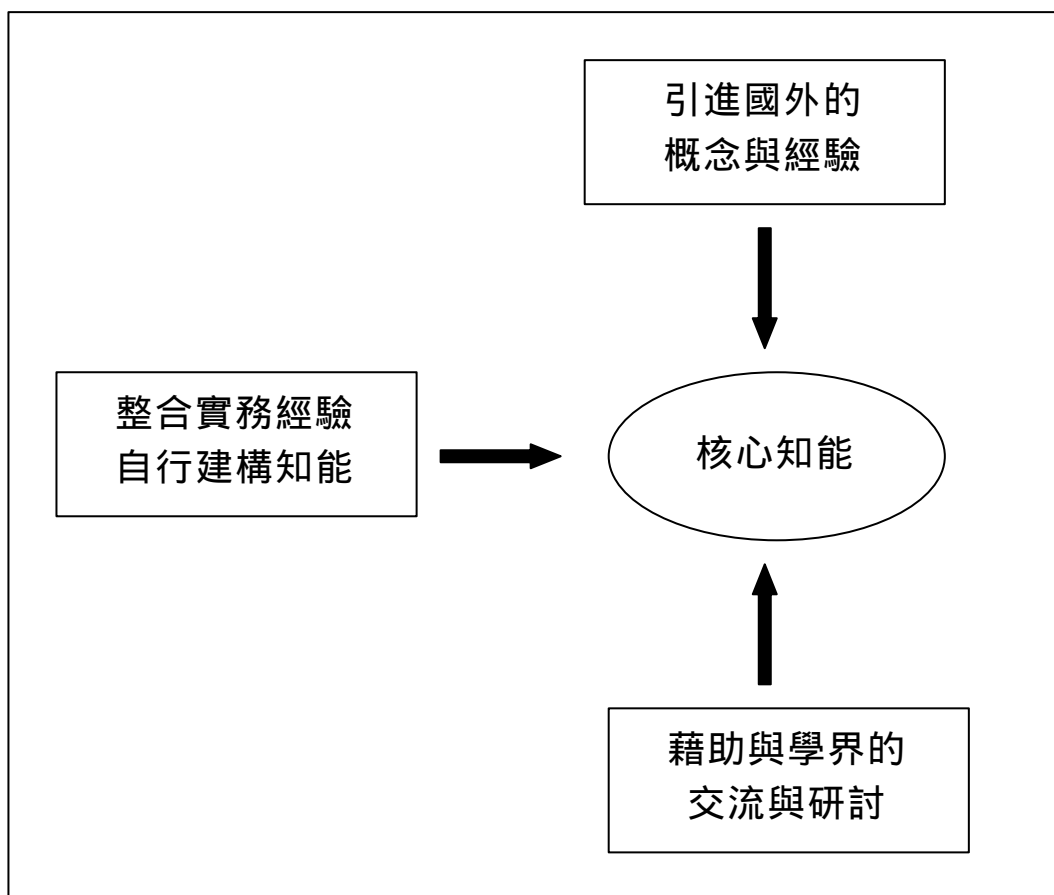 引進國外的
概念與經驗
整合實務經驗
自行建構知能
核心知能
藉助與學界的
交流與研討